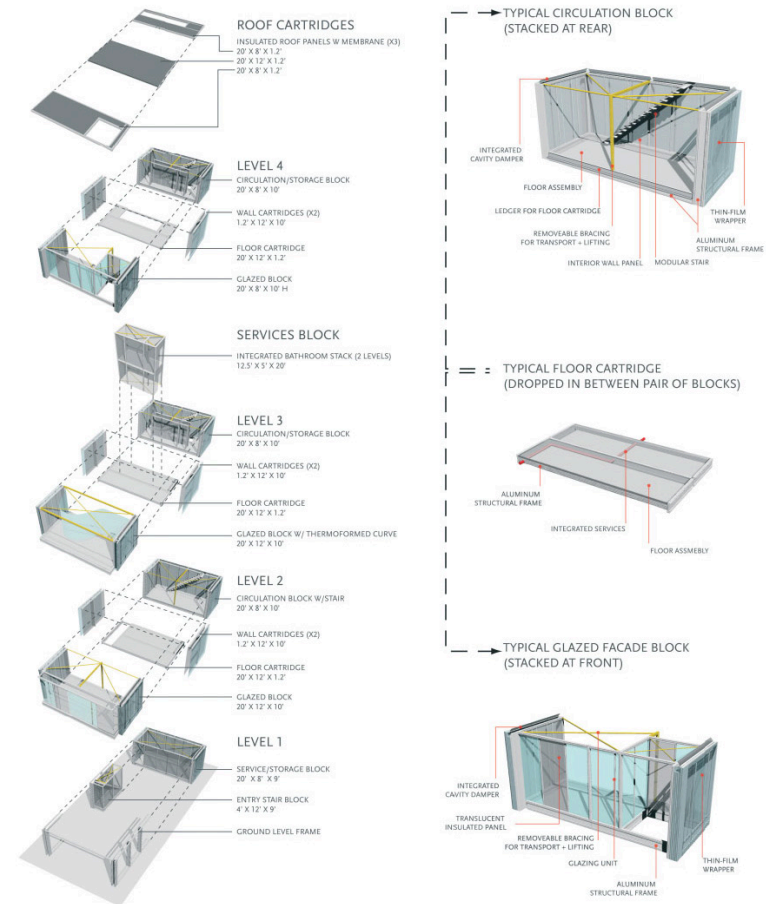 ROOF CARTRIDGES
INSULATED ROOF PANELS W MEMBRANE (X3)
20' X 8' X 1.2'
20' X 12' X 1.2'
20' X 8' X 1.2'
LEVEL 4
CIRCULATION/STORAGE BLOCK
20' X 8' X 10'
WALL CARTRIDGES (X2)
1.2' X 12' X 10'
FLOOR CARTRIDGE
20' X 12' X 1.2'
GLAZED BLOCK
20' X 8' X 10' H
SERVICES BLOCK
INTEGRATED BATHROOM STACK (2 LEVELS)
12.5' X 5' X 20'
LEVEL 3
CIRCULATION/STORAGE BLOCK
20' X 8' X 10'
WALL CARTRIDGES (X2)
1.2' X 12' X 10'
FLOOR CARTRIDGE
20' X 12' X 1.2'
GLAZED BLOCK W/ THERMOFORMED CURVE
20' X 12' X 10'
LEVEL 2
CIRCULATION BLOCK W/STAIR
20' X 8' X 10'
WALL CARTRIDGES (X2)
1.2' X 12' X 10'
FLOOR CARTRIDGE
20' X 12' X 1.2'
GLAZED BLOCK
20' X 12' X 10'
LEVEL 1
SERVICE/STORAGE BLOCK
20' X 8' X 9'
ENTRY STAIR BLOCK
4' X 12' X 9'
GROUND LEVEL FRAME
TYPICAL CIRCULATION BLOCK
(STACKED AT REAR)
INTEGRATED
CAVITY DAMPER
FLOOR ASSEMBLY
LEDGER FOR FLOOR CARTRIDGE
REMOVEABLE BRACING
FOR TRANSPORT + LIFTING
INTERIOR WALL PANEL
MODULAR STAIR
THIN-FILM
WRAPPER
ALUMINUM
STRUCTURAL FRAME
TYPICAL FLOOR CARTRIDGE
(DROPPED IN BETWEEN PAIR OF BLOCKS)
ALUMINUM
STRUCTURAL FRAME
INTEGRATED SERVICES
FLOOR ASSMEBLY
TYPICAL GLAZED FACADE BLOCK
(STACKED AT FRONT)
INTEGRATED
CAVITY DAMPER
TRANSLUCENT
INSULATED PANEL
REMOVEABLE BRACING
FOR TRANSPORT + LIFTING
GLAZING UNIT
ALUMINUM
STRUCTURAL FRAME
THIN-FILM
WRAPPER